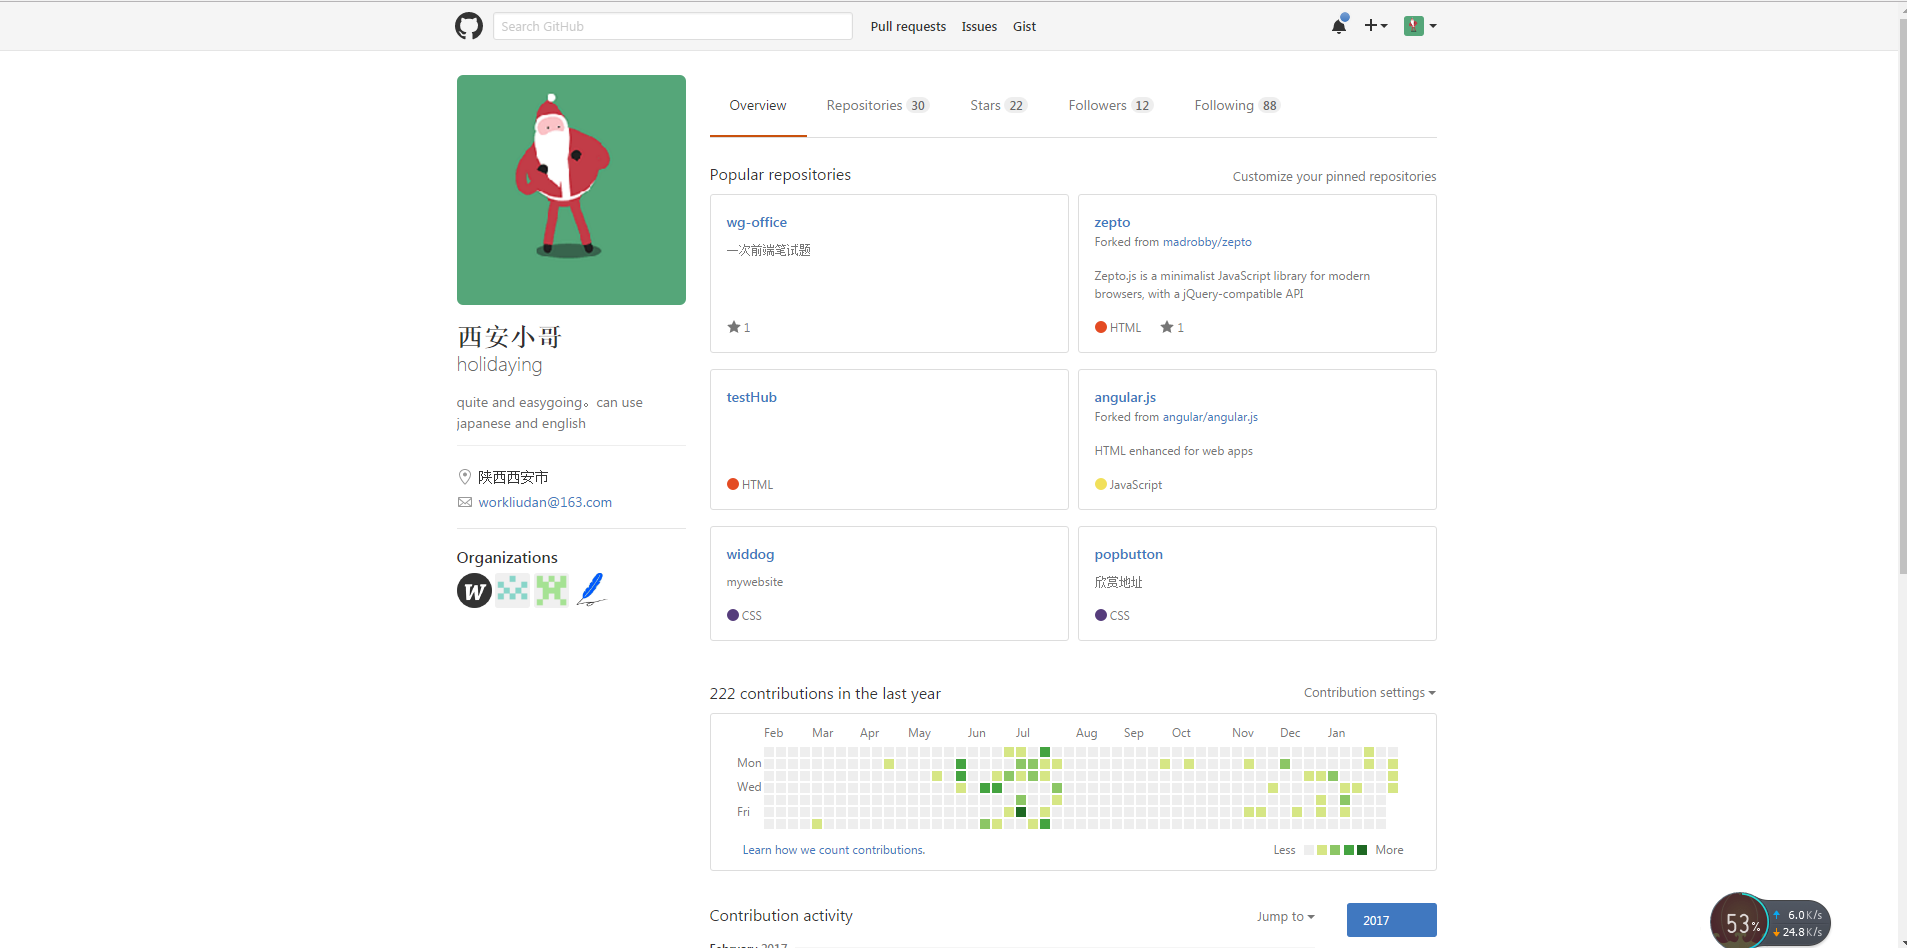 Search GitHub
Pull requests Issues Gist
Overview Repositories 30 Stars 22 Followers 12 Following 88
西安小哥
holidaying
quite and easygoing。can use
japanese and english
陕西西安市
workliudan@163.com
Organizations
W
Popular repositories
Customize your pinned repositories
wg-office
一次前端笔试题
1
zepto
Forked from madrobby/zepto
Zepto.js is a minimalist JavaScript library for modern
browsers, with a jQuery-compatible API
HTML 1
testHub
HTML
angular.js
Forked from angular/angular.js
HTML enhanced for web apps
JavaScript
widdog
mywebsite
CSS
popbutton
欣赏地址
CSS
222 contributions in the last year
Contribution settings
Feb Mar Apr May Jun Jul Aug Sep Oct Nov Dec Jan
Mon
Wed
Fri
Learn how we count contributions.
Less More
Contribution activity
Jump to
2017
February 2017
53%
6.0K/s
24.8K/s